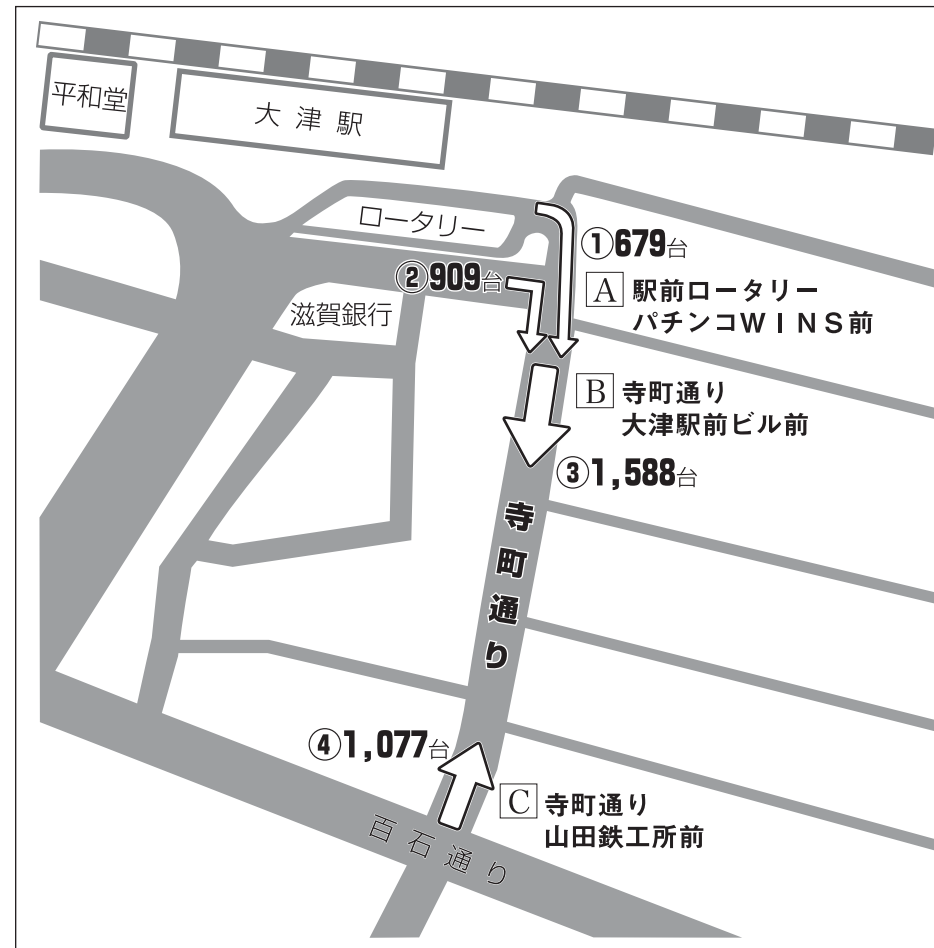 平和堂
大津駅
ロータリー
①679台
②909台
A 駅前ロータリー
パチンコWINS前
滋賀銀行
B 寺町通り
大津駅前ビル前
③1,588台
寺町通り
④1,077台
C 寺町通り
山田鉄工所前
百石通り